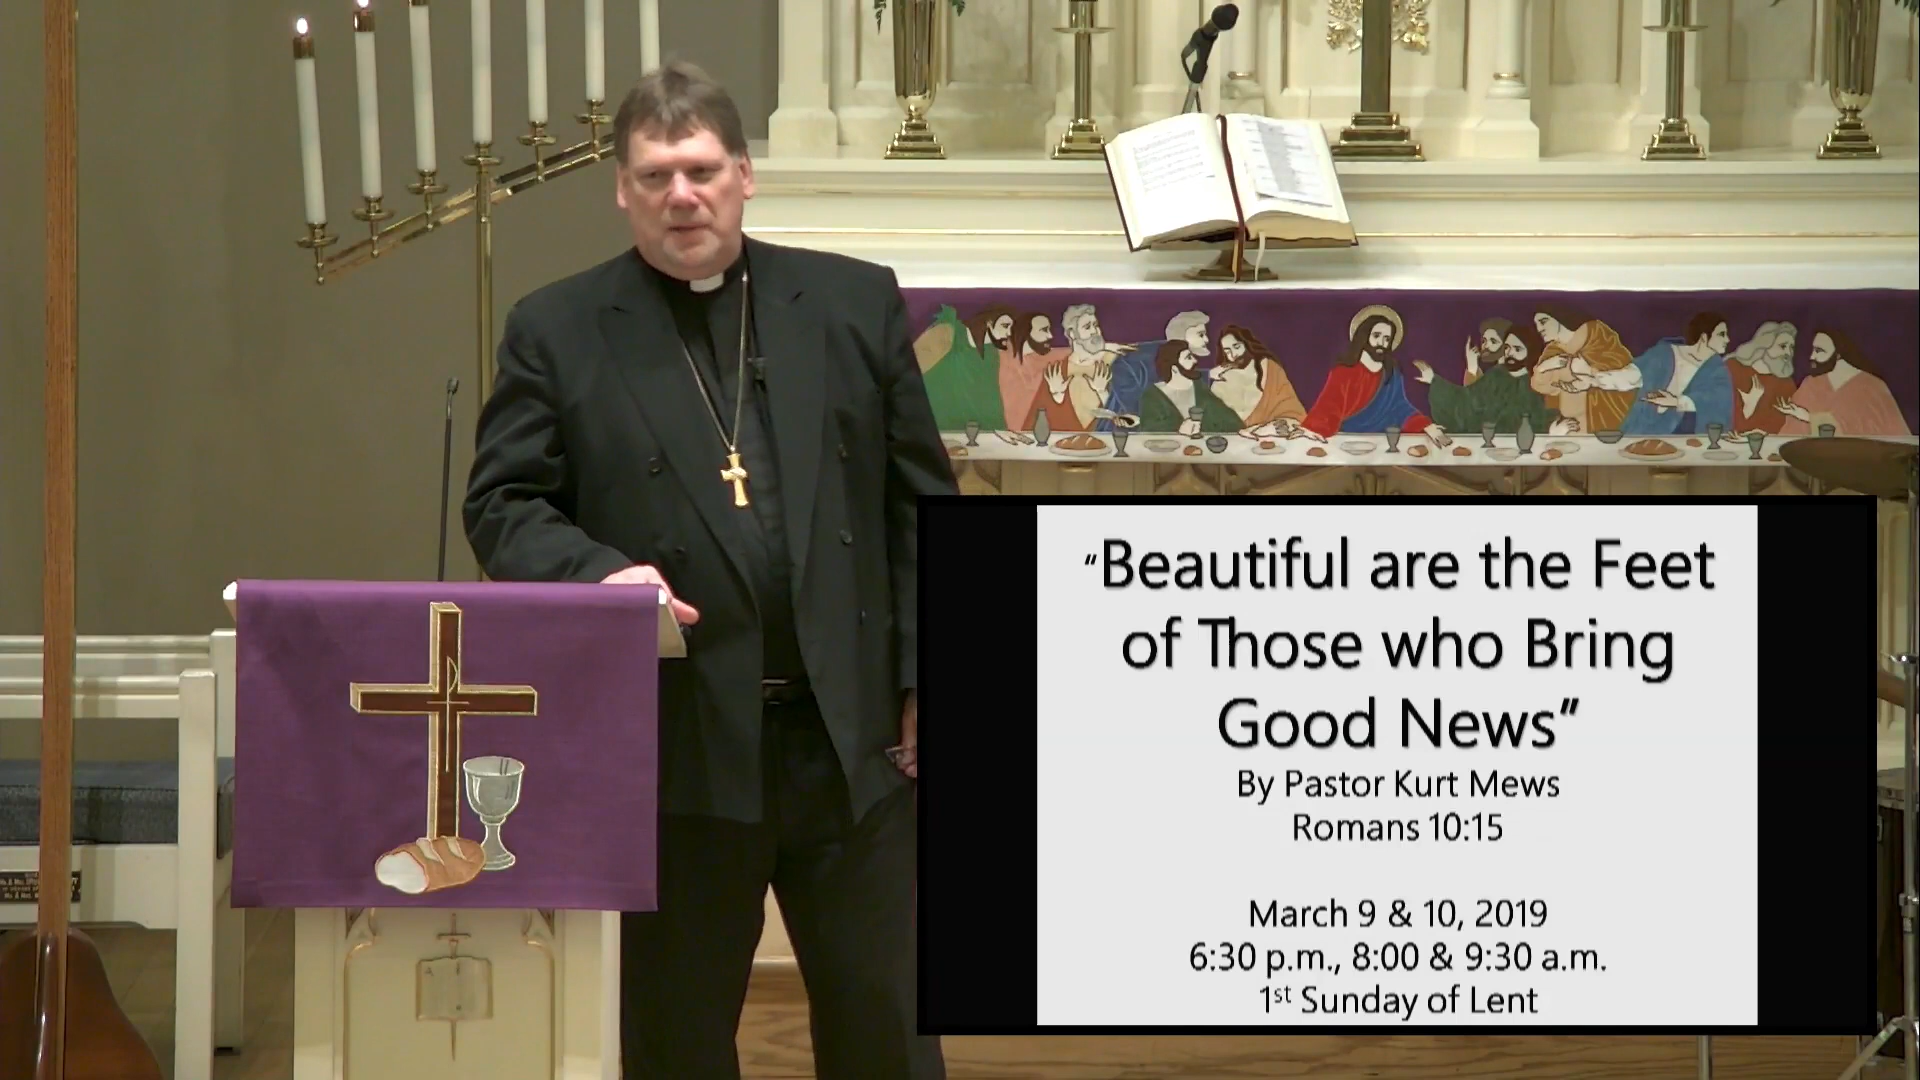 “Beautiful are the Feet
of Those who Bring
Good News”
By Pastor Kurt Mews
Romans 10:15
March 9 & 10, 2019
6:30 p.m., 8:00 & 9:30 a.m.
1st Sunday of Lent